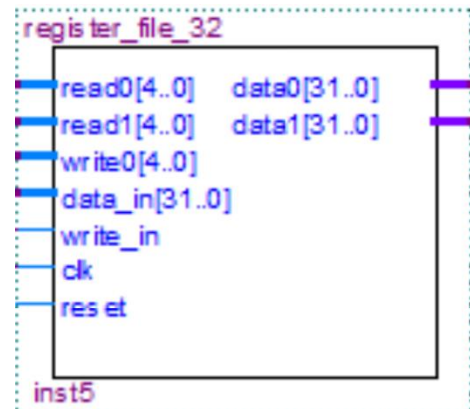 register_file_32
read0[4..0] data0[31..0]
read1[4..0] data1[31..0]
write0[4..0]
data_in[31..0]
write_in
clk
reset
inst5